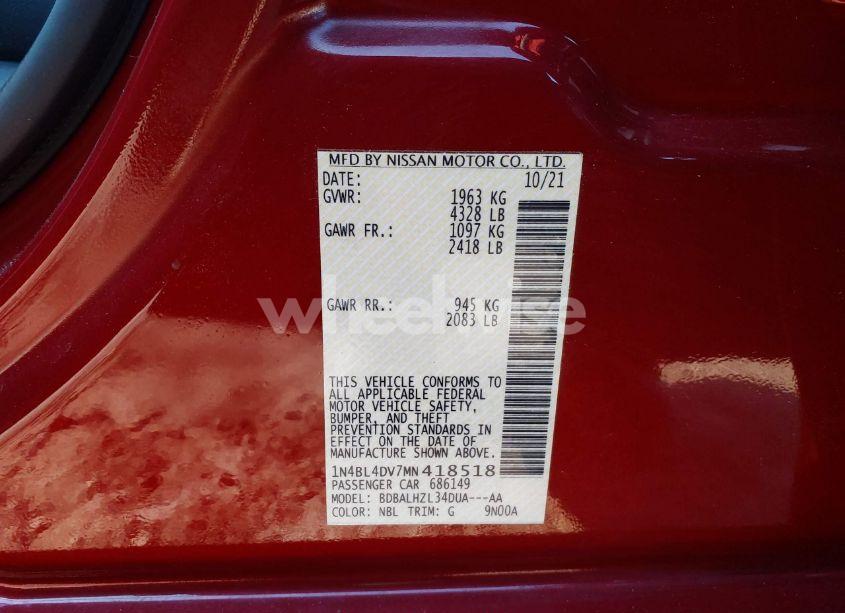 MFD BY NISSAN MOTOR CO., LTD.
DATE: 10/21
GVWR: 1963 KG
4328 LB
GAWR FR.: 1097 KG
2418 LB
GAWR RR.: 945 KG
2083 LB
THIS VEHICLE CONFORMS TO
ALL APPLICABLE FEDERAL
MOTOR VEHICLE SAFETY,
BUMPER, AND THEFT
PREVENTION STANDARDS IN
EFFECT ON THE DATE OF
MANUFACTURE SHOWN ABOVE.
1N4BL4DV7MN418518
PASSENGER CAR 686149
MODEL: BDBALHZL34DUA---AA
COLOR: NBL TRIM: G 9N00A